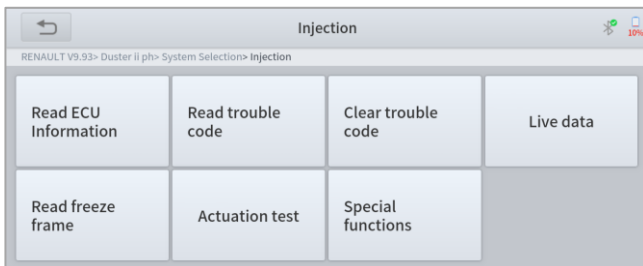 Injection
10%
RENAULT V9.93> Duster ii ph> System Selection> Injection
Read ECU
Information
Read trouble
code
Clear trouble
code
Live data
Read freeze
frame
Actuation test
Special
functions